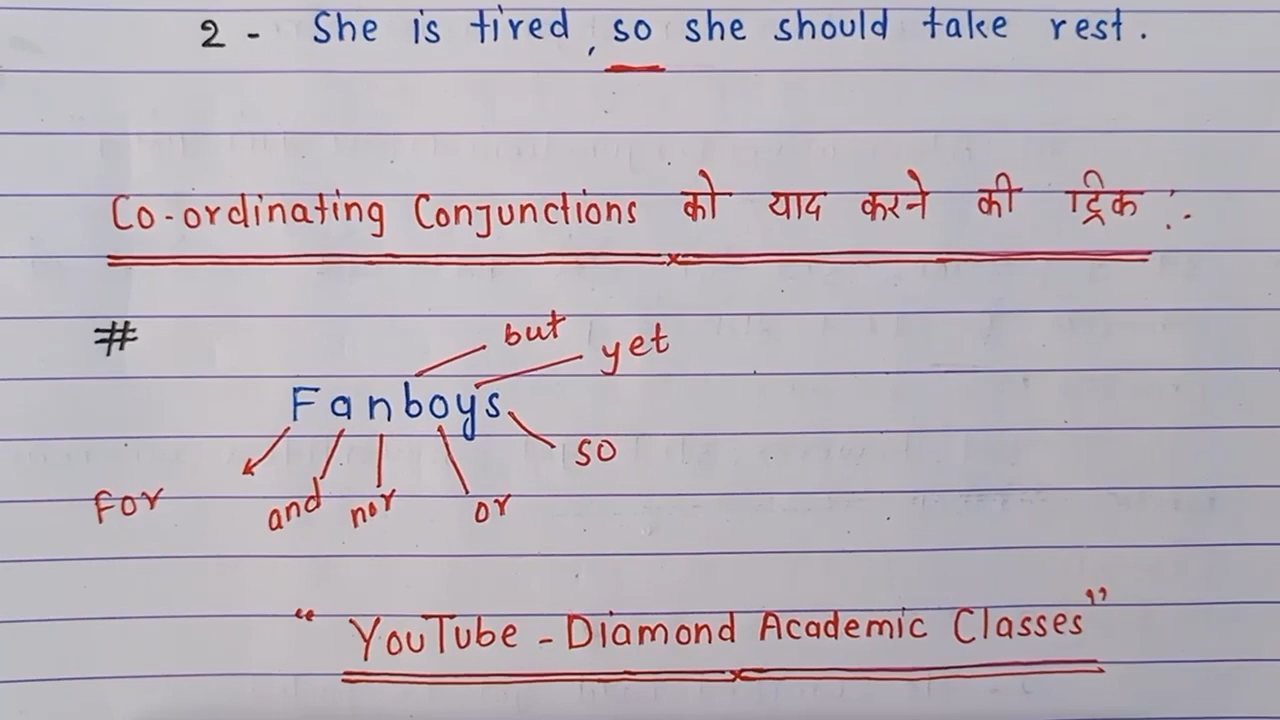 2 - She is tired, so she should take rest.
Co-ordinating Conjunctions को याद करने की ट्रिक :-
#
but
yet
Fanboys
so
For and nor or
"YouTube - Diamond Academic Classes"